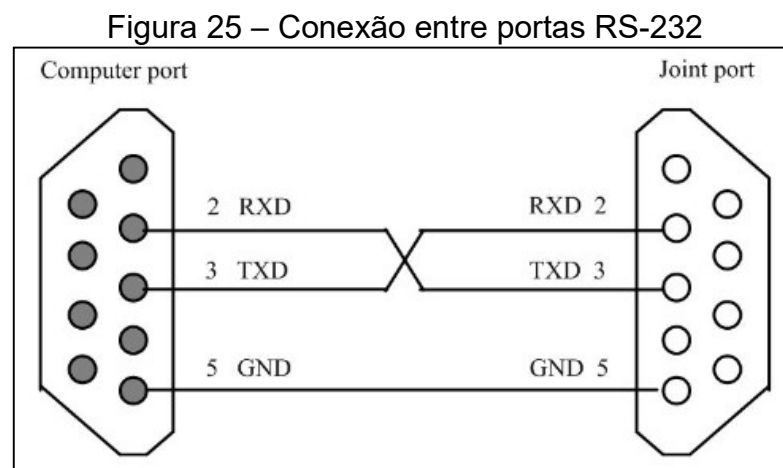 Figura 25 – Conexão entre portas RS-232
Computer port
Joint port
2 RXD
RXD 2
3 TXD
TXD 3
5 GND
GND 5